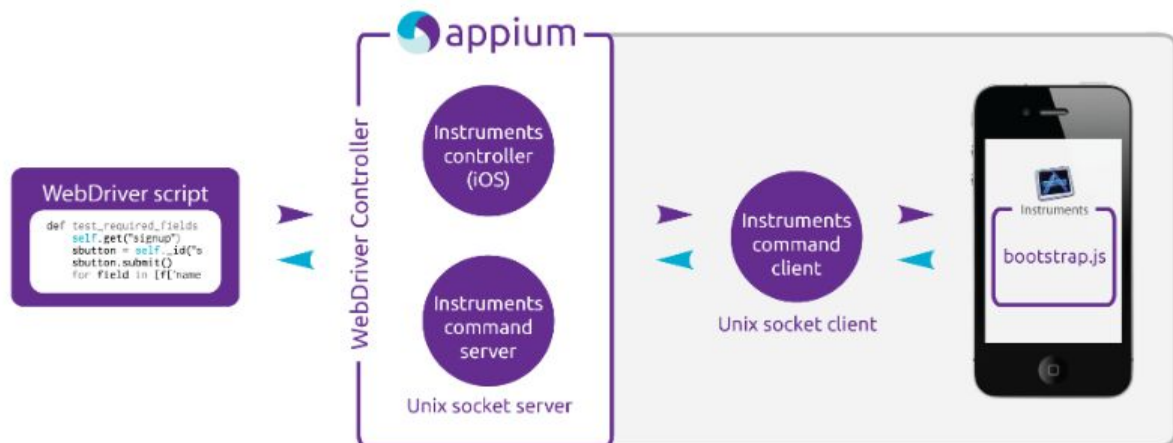 appium
WebDriver Controller
Instruments
controller
(iOS)
Instruments
command
server
Unix socket server
WebDriver script
def test_required_fields
self.get("signup")
sbutton = self._id("s
sbutton.submit()
for field in [f['name
Instruments
command
client
Unix socket client
Instruments
bootstrap.js